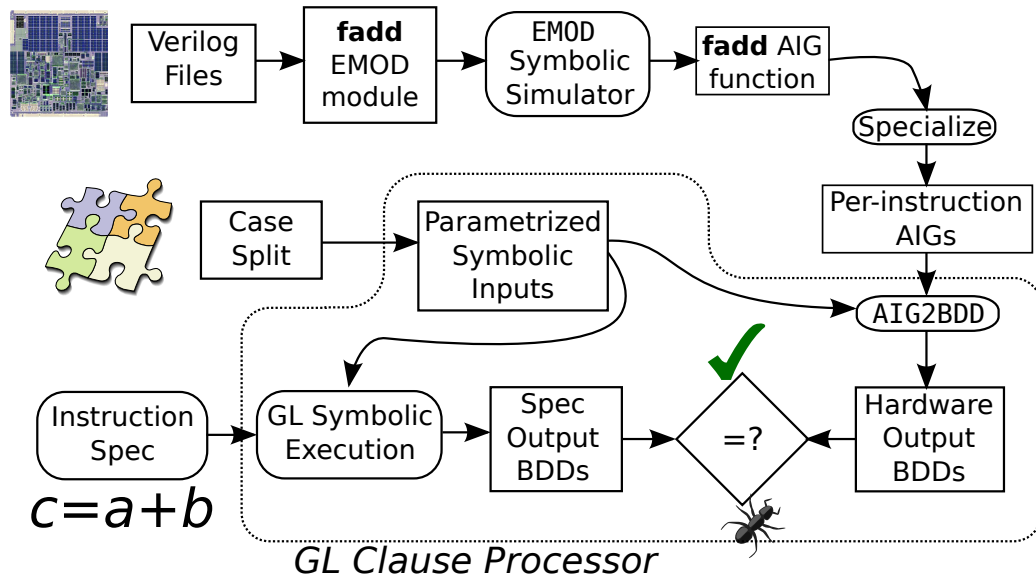 Verilog
Files
fadd
EMOD
module
EMOD
Symbolic
Simulator
fadd AIG
function
Specialize
Per-instruction
AIGs
Case
Split
Parametrized
Symbolic
Inputs
AIG2BDD
Instruction
Spec
GL Symbolic
Execution
Spec
Output
BDDs
=?
Hardware
Output
BDDs
c=a+b
GL Clause Processor